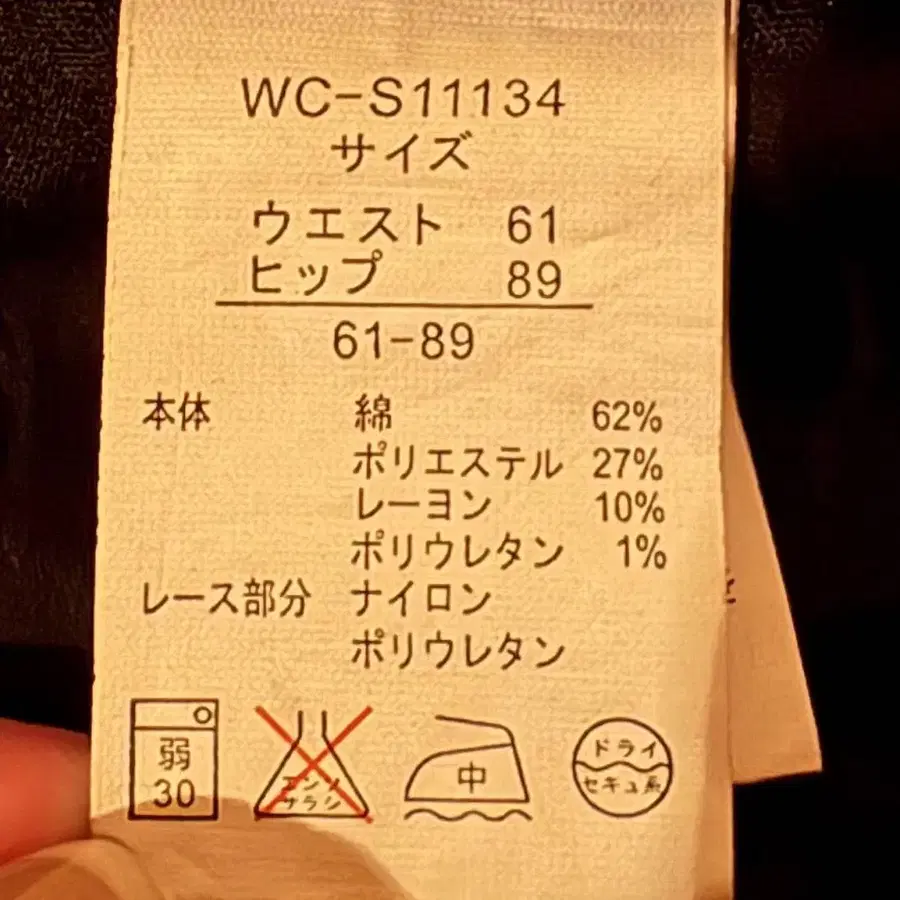 WC-S11134
サイズ
ウエスト 61
ヒップ 89
61-89
本体 綿 62%
ポリエステル 27%
レーヨン 10%
ポリウレタン 1%
レース部分 ナイロン
ポリウレタン
弱
30
エンソ
サラシ
中
ドライ
セキュ系